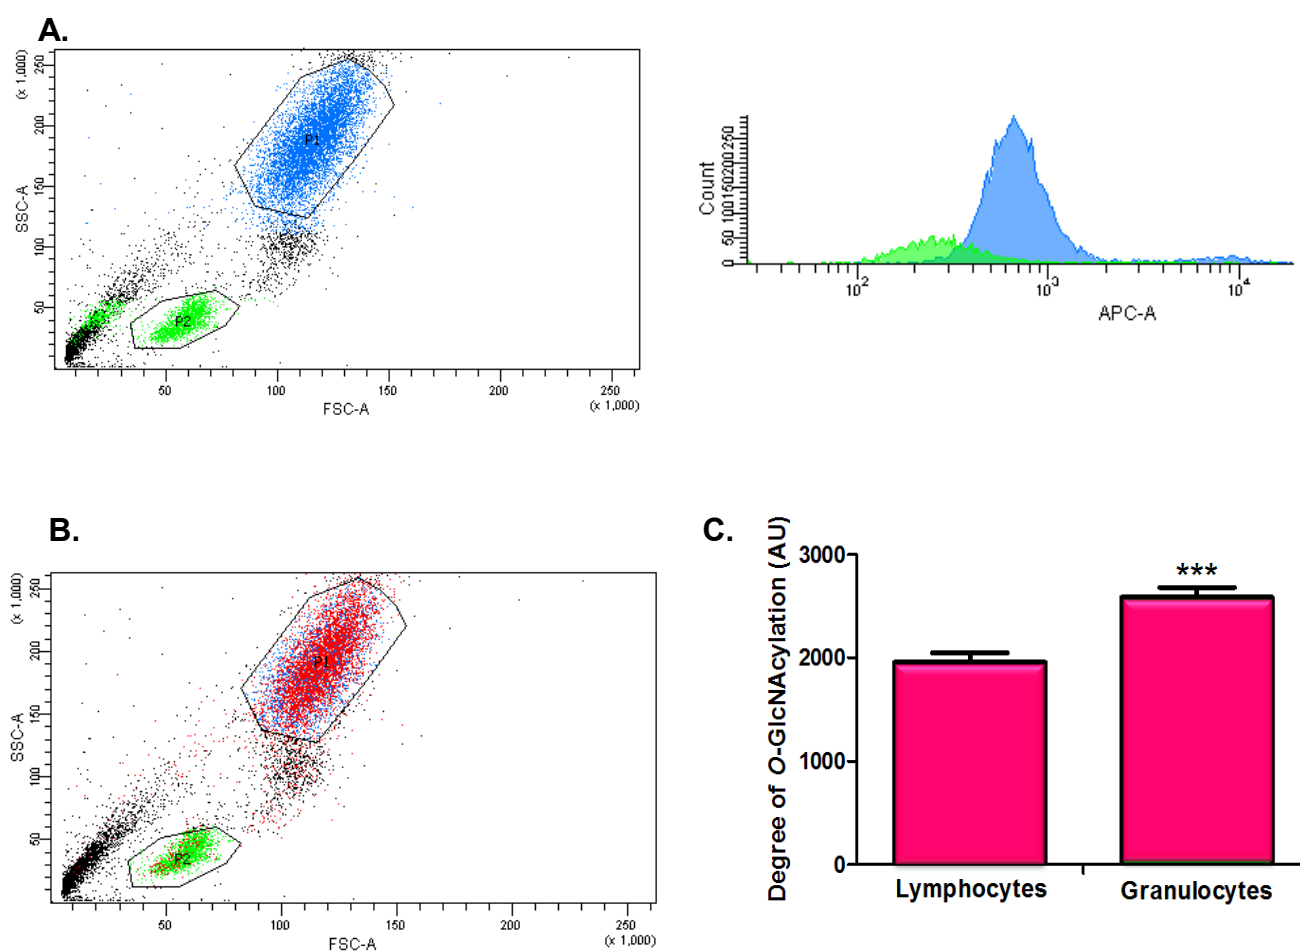 A.
(x 1,000)
250
200
150
100
50
SSC-A
P1
P2
50 100 150 200 250
FSC-A
(x 1,000)
Count
250
200
150
100
50
0
10² 10³ 10⁴
APC-A
B.
(x 1,000)
250
200
150
100
50
SSC-A
P1
P2
50 100 150 200 250
FSC-A
(x 1,000)
C.
Degree of O-GlcNAcylation (AU)
3000
2000
1000
0
***
Lymphocytes Granulocytes